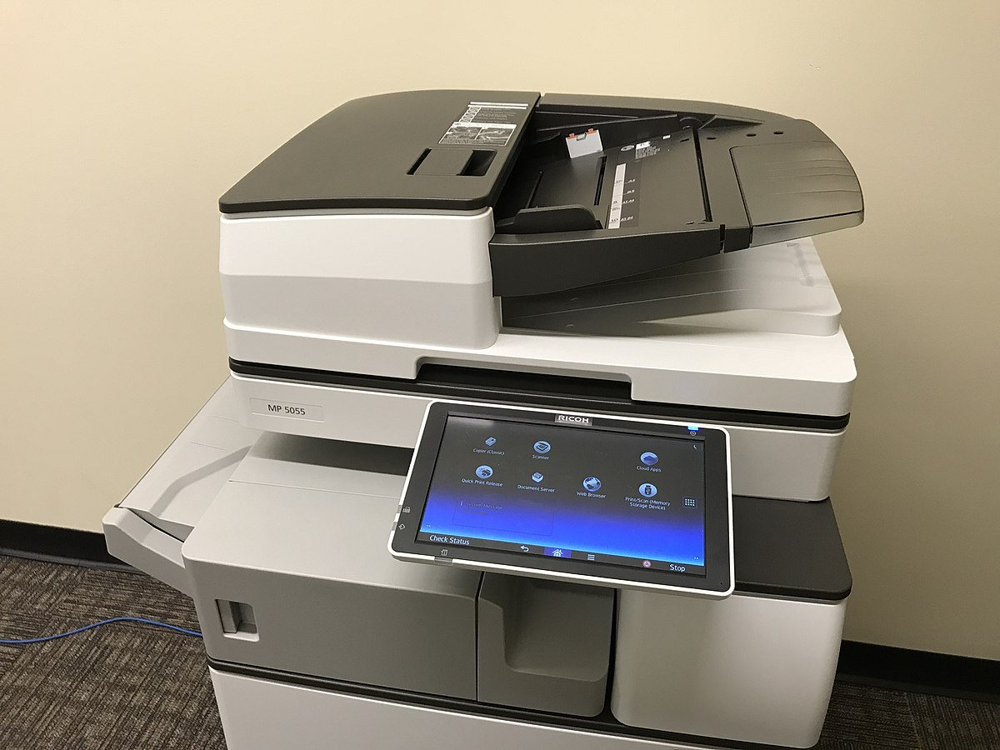 MP 5055
RICOH
Copier (Classic)
Scanner
Cloud Apps
Quick Print Release
Document Server
Web Browser
Print/Scan (Memory
Storage Device)
System Message
Check Status
Stop